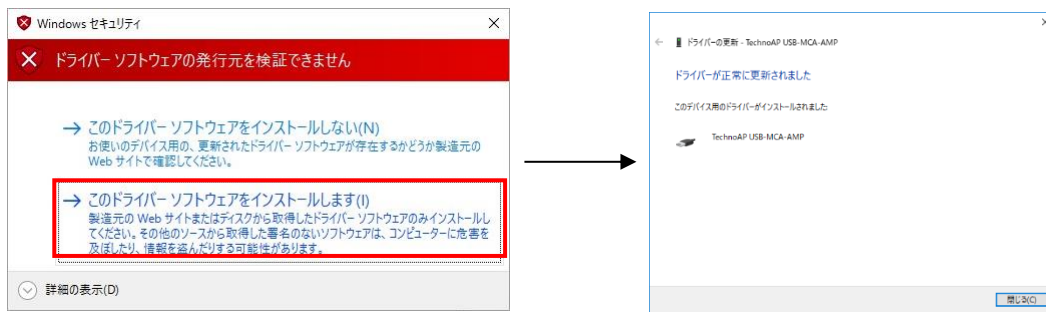 Windows セキュリティ
ドライバー ソフトウェアの発行元を検証できません
このドライバー ソフトウェアをインストールしない(N)
お使いのデバイス用の、更新されたドライバー ソフトウェアが存在するかどうか製造元の
Web サイトで確認してください。
このドライバー ソフトウェアをインストールします(I)
製造元の Web サイトまたはディスクから取得したドライバー ソフトウェアのみインストールし
てください。その他のソースから取得した署名のないソフトウェアは、コンピューターに危害を
及ぼしたり、情報を盗んだりする可能性があります。
詳細の表示(D)
ドライバーの更新 - TechnoAP USB-MCA-AMP
ドライバーが正常に更新されました
このデバイス用のドライバーがインストールされました:
TechnoAP USB-MCA-AMP
閉じる(C)